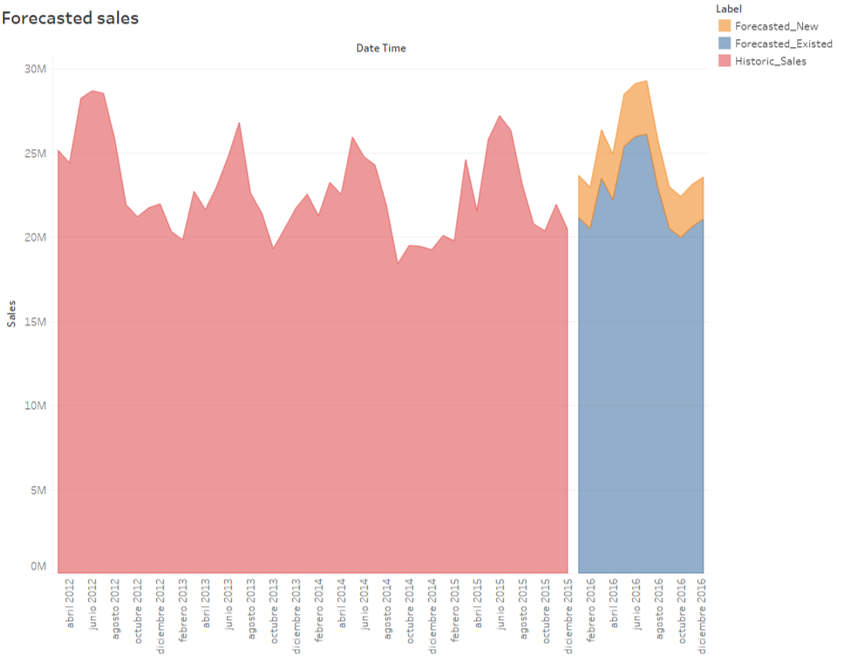 Forecasted sales
Label
Forecasted_New
Forecasted_Existed
Historic_Sales
Date Time
30M
25M
20M
15M
10M
5M
0M
Sales
abril 2012
junio 2012
agosto 2012
octubre 2012
diciembre 2012
febrero 2013
abril 2013
junio 2013
agosto 2013
octubre 2013
diciembre 2013
febrero 2014
abril 2014
junio 2014
agosto 2014
octubre 2014
diciembre 2014
febrero 2015
abril 2015
junio 2015
agosto 2015
octubre 2015
diciembre 2015
febrero 2016
abril 2016
junio 2016
agosto 2016
octubre 2016
diciembre 2016